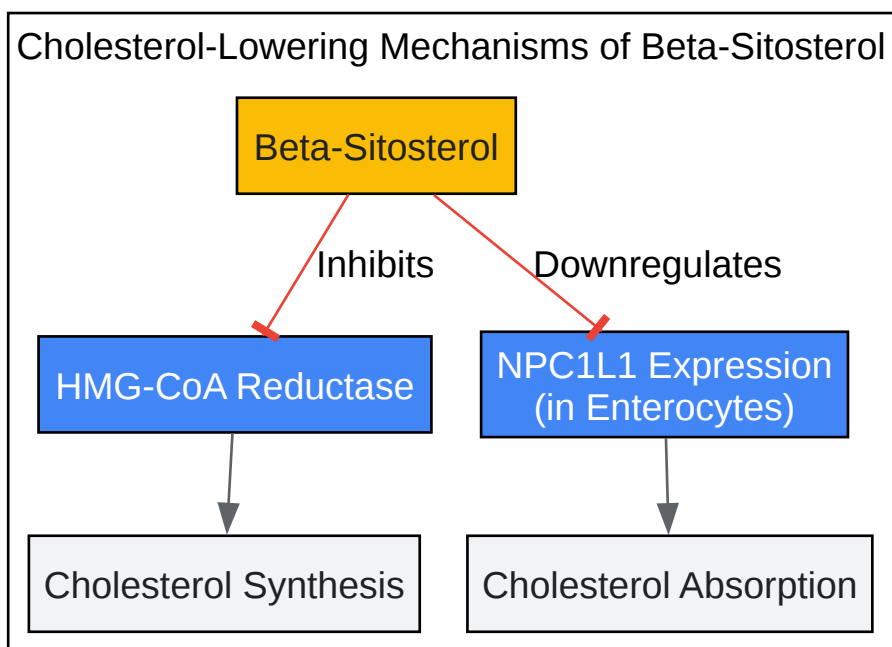 Cholesterol-Lowering Mechanisms of Beta-Sitosterol
Beta-Sitosterol
Inhibits
Downregulates
HMG-CoA Reductase
NPC1L1 Expression
(in Enterocytes)
Cholesterol Synthesis
Cholesterol Absorption